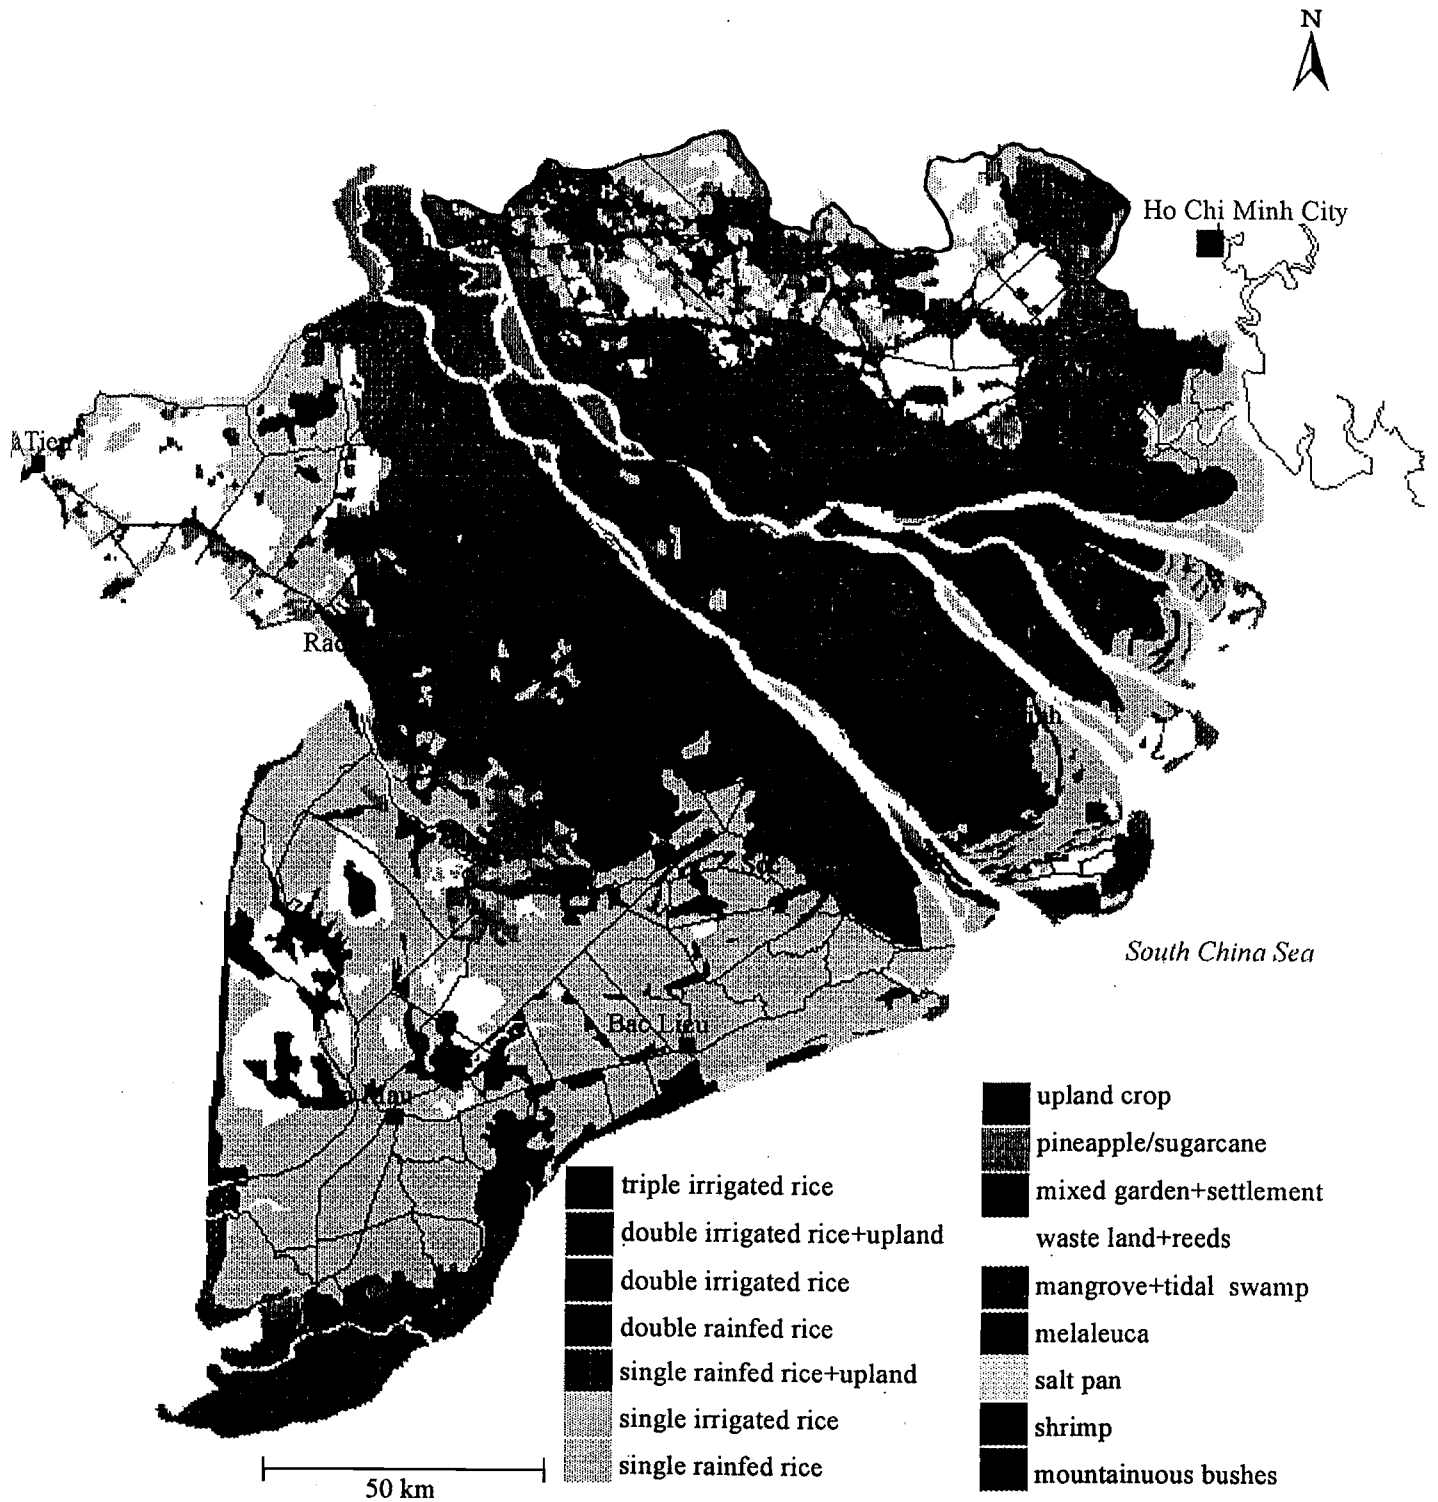 N
Ho Chi Minh City
Tien
Rac
South China Sea
Bac Lieu
upland crop
pineapple/sugarcane
mixed garden+settlement
waste land+reeds
mangrove+tidal swamp
melaleuca
salt pan
shrimp
mountainuous bushes
triple irrigated rice
double irrigated rice+upland
double irrigated rice
double rainfed rice
single rainfed rice+upland
single irrigated rice
single rainfed rice
50 km